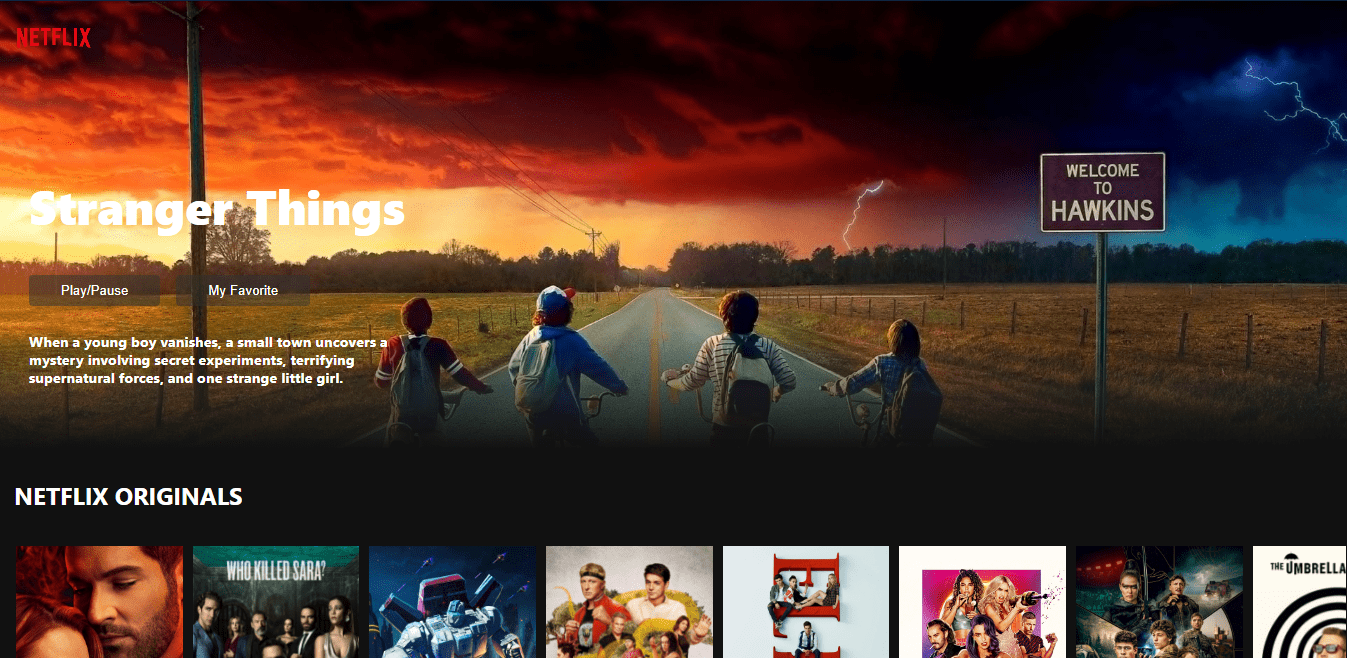 NETFLIX
WELCOME
TO
HAWKINS
Stranger Things
Play/Pause
My Favorite
When a young boy vanishes, a small town uncovers a
mystery involving secret experiments, terrifying
supernatural forces, and one strange little girl.
NETFLIX ORIGINALS
WHO KILLED SARA?
THE UMBRELLA